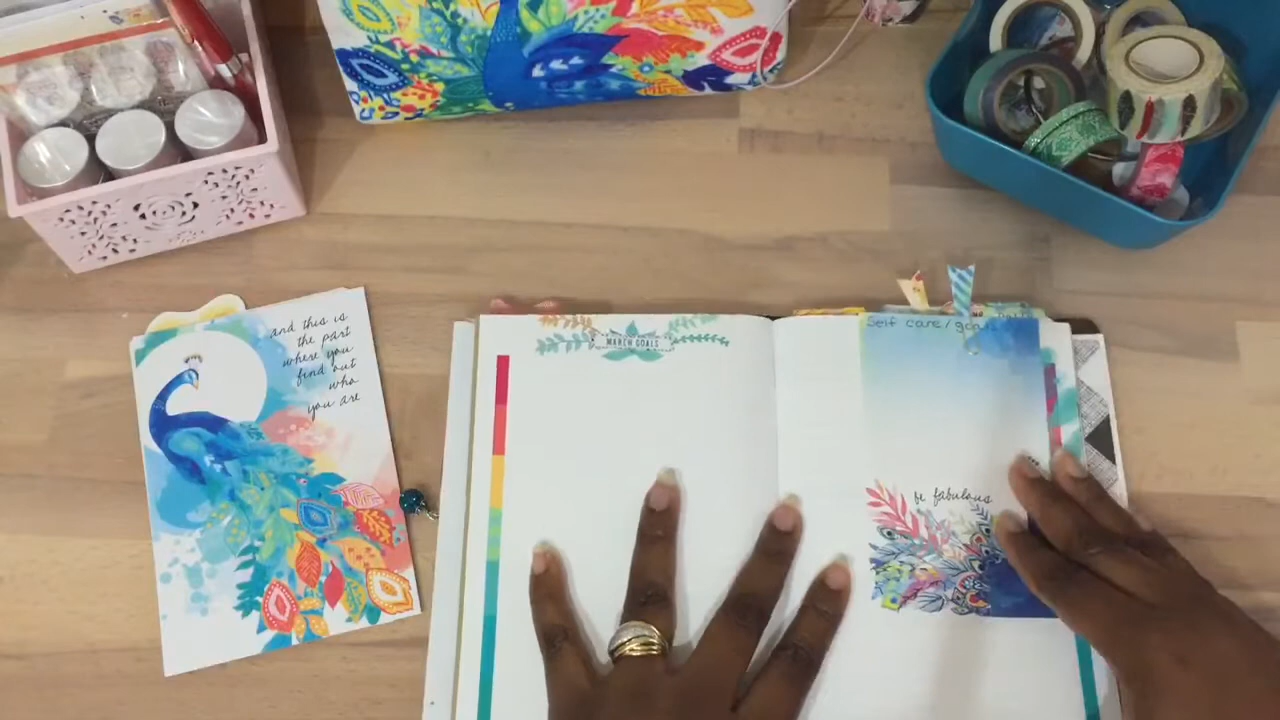 and this is
the part
where you
find out
who
you are
MARCH GOALS
Self care/goals
be fabulous